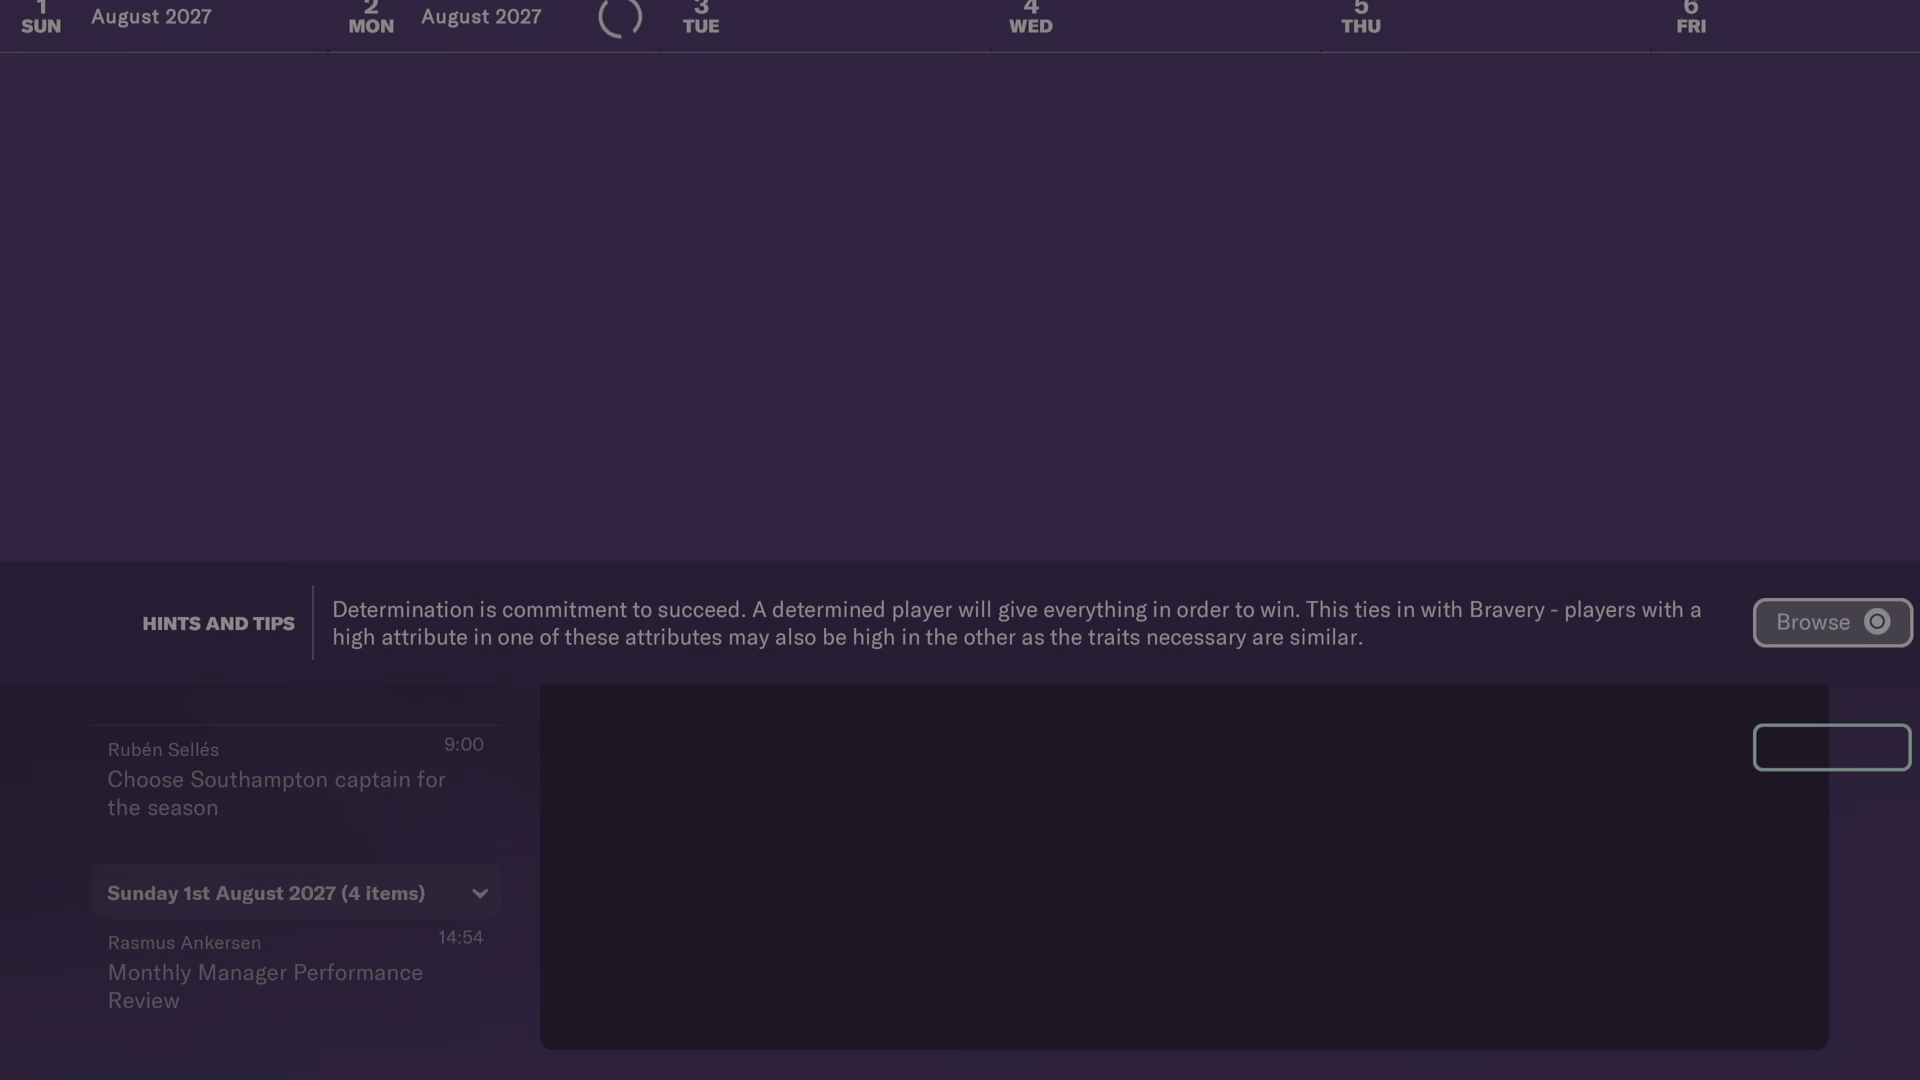 1 August 2027 2 August 2027 3 4 5 6
SUN MON TUE WED THU FRI
HINTS AND TIPS
Determination is commitment to succeed. A determined player will give everything in order to win. This ties in with Bravery - players with a
high attribute in one of these attributes may also be high in the other as the traits necessary are similar.
Browse
Rubén Sellés 9:00
Choose Southampton captain for
the season
Sunday 1st August 2027 (4 items)
Rasmus Ankersen 14:54
Monthly Manager Performance
Review